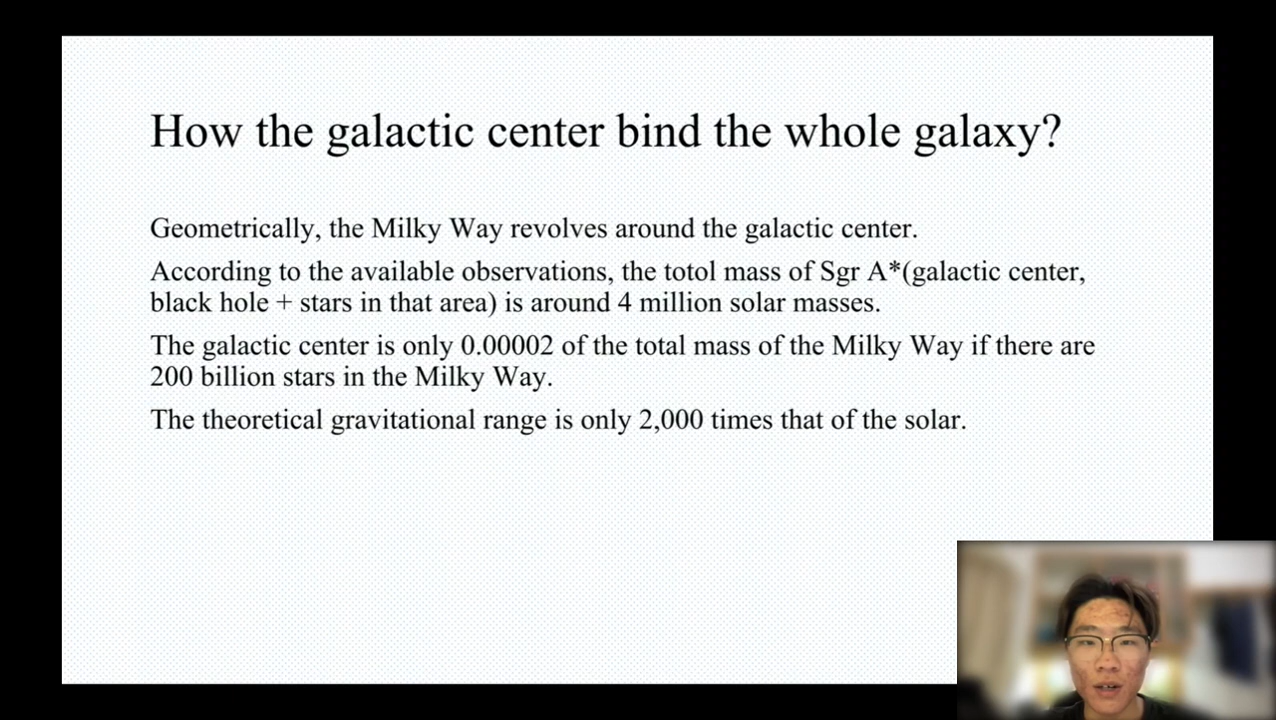 How the galactic center bind the whole galaxy?
Geometrically, the Milky Way revolves around the galactic center.
According to the available observations, the totol mass of Sgr A*(galactic center,
black hole + stars in that area) is around 4 million solar masses.
The galactic center is only 0.00002 of the total mass of the Milky Way if there are
200 billion stars in the Milky Way.
The theoretical gravitational range is only 2,000 times that of the solar.